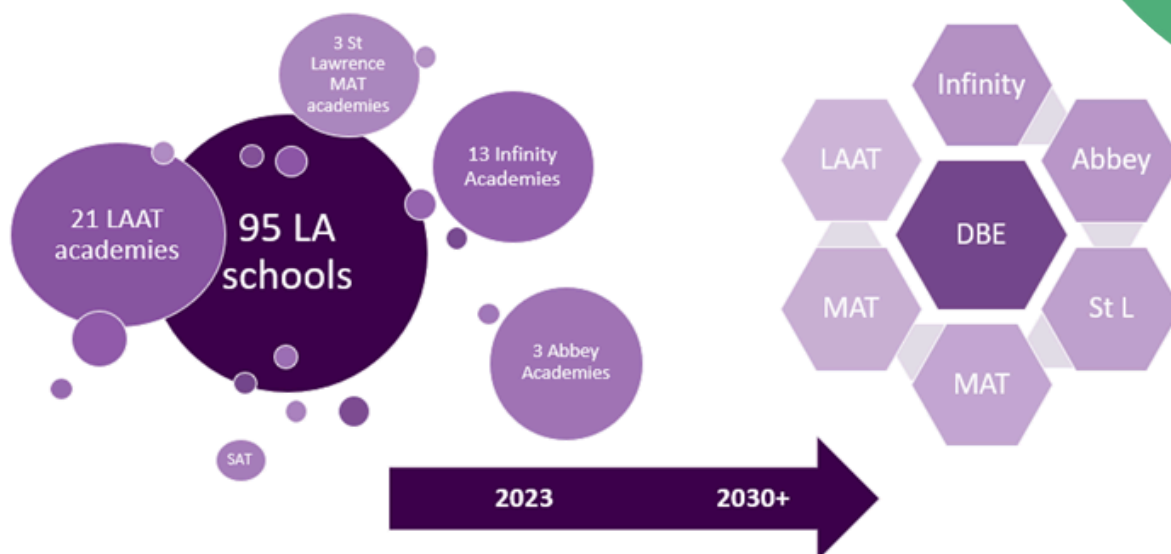 3 St
Lawrence
MAT
academies
13 Infinity
Academies
21 LAAT
academies
95 LA
schools
3 Abbey
Academies
SAT
2023
2030+
Infinity
LAAT
Abbey
DBE
MAT
St L
MAT